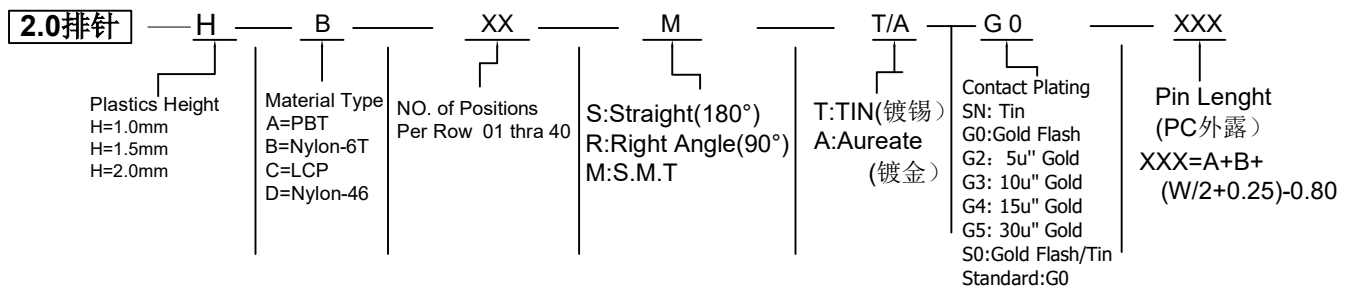 2.0排针 H B XX M T/A G 0 XXX
Plastics Height
H=1.0mm
H=1.5mm
H=2.0mm
Material Type
A=PBT
B=Nylon-6T
C=LCP
D=Nylon-46
NO. of Positions
Per Row 01 thra 40
S:Straight(180°)
R:Right Angle(90°)
M:S.M.T
T:TIN(镀锡）
A:Aureate
(镀金）
Contact Plating
SN: Tin
G0:Gold Flash
G2: 5u" Gold
G3: 10u" Gold
G4: 15u" Gold
G5: 30u" Gold
S0:Gold Flash/Tin
Standard:G0
Pin Lenght
(PC外露）
XXX=A+B+
(W/2+0.25)-0.80